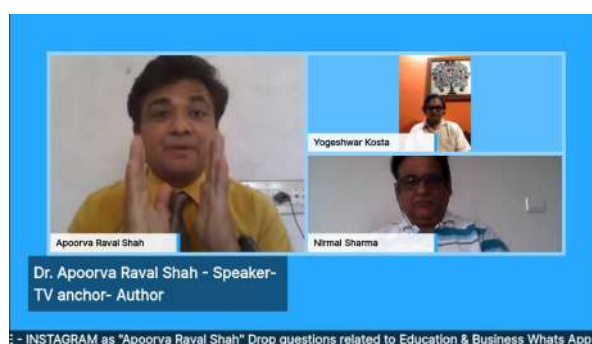 Yogeshwar Kosta
Apoorva Raval Shah
Nirmal Sharma
Dr. Apoorva Raval Shah - Speaker-
TV anchor- Author
E - INSTAGRAM as "Apoorva Raval Shah" Drop questions related to Education & Business Whats App